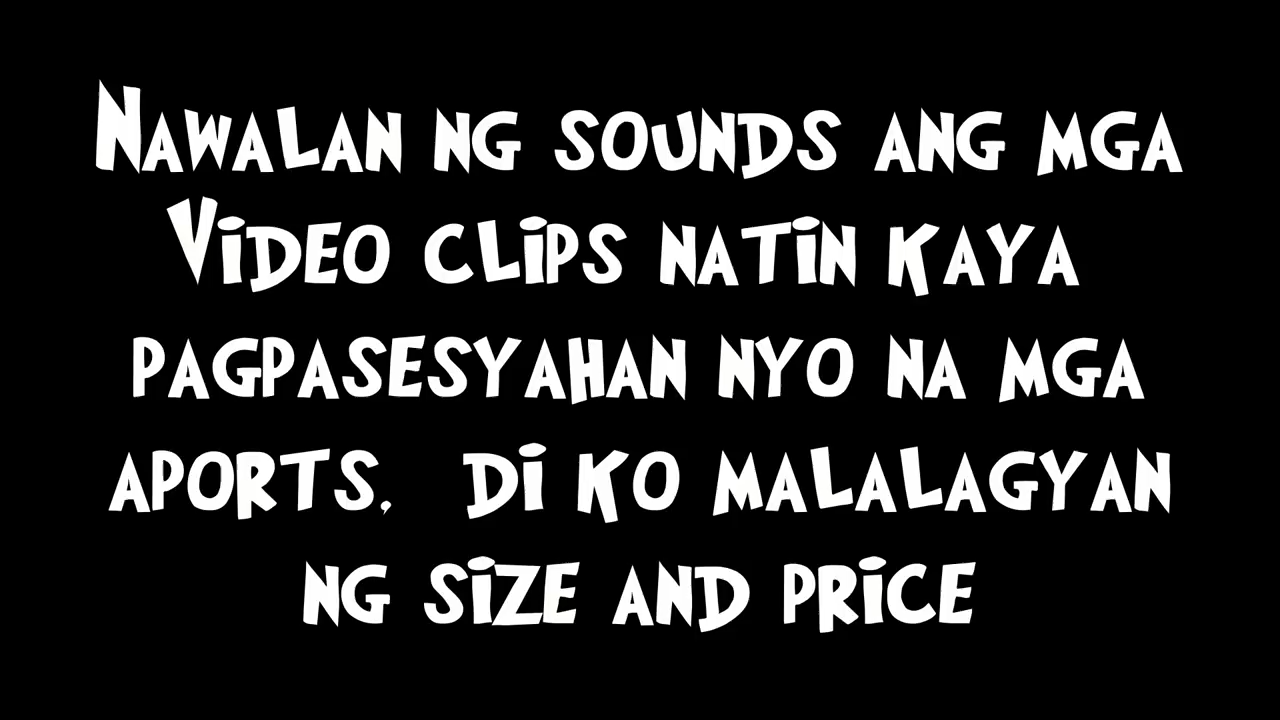 Nawalan ng sounds ang mga
Video clips natin kaya
pagpasesyahan nyo na mga
aports, di ko malalagyan
ng size and price